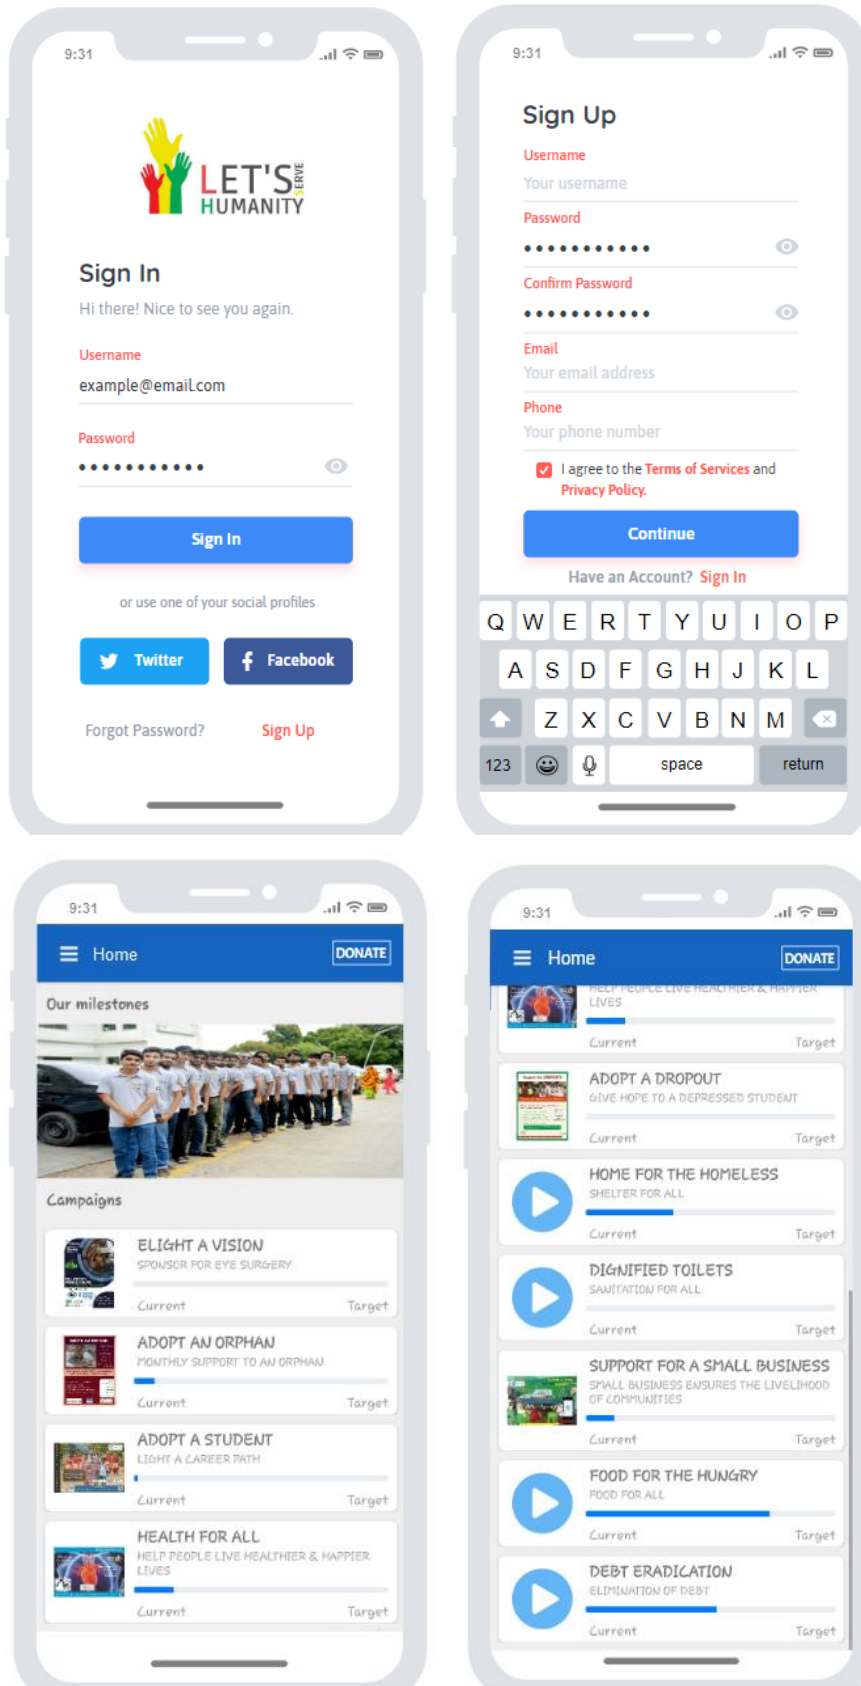 9:31
LET'S SERVE
HUMANITY
Sign In
Hi there! Nice to see you again.
Username
example@email.com
Password
Sign In
or use one of your social profiles
Twitter
Facebook
Forgot Password?
Sign Up
9:31
Sign Up
Username
Your username
Password
Confirm Password
Email
Your email address
Phone
Your phone number
I agree to the Terms of Services and
Privacy Policy.
Continue
Have an Account? Sign In
Q W E R T Y U I O P
A S D F G H J K L
Z X C V B N M
123 space return
9:31
Home
DONATE
Our milestones
Campaigns
ELIGHT A VISION
SPONSOR FOR EYE SURGERY
Current Target
ADOPT AN ORPHAN
MONTHLY SUPPORT TO AN ORPHAN
Current Target
ADOPT A STUDENT
LIGHT A CAREER PATH
Current Target
HEALTH FOR ALL
HELP PEOPLE LIVE HEALTHIER & HAPPIER
LIVES
Current Target
9:31
Home
DONATE
HELP PEOPLE LIVE HEALTHIER & HAPPIER
LIVES
Current Target
ADOPT A DROPOUT
GIVE HOPE TO A DEPRESSED STUDENT
Current Target
HOME FOR THE HOMELESS
SHELTER FOR ALL
Current Target
DIGNIFIED TOILETS
SANITATION FOR ALL
Current Target
SUPPORT FOR A SMALL BUSINESS
SMALL BUSINESS ENSURES THE LIVELIHOOD
OF COMMUNITIES
Current Target
FOOD FOR THE HUNGRY
FOOD FOR ALL
Current Target
DEBT ERADICATION
ELIMINATION OF DEBT
Current Target